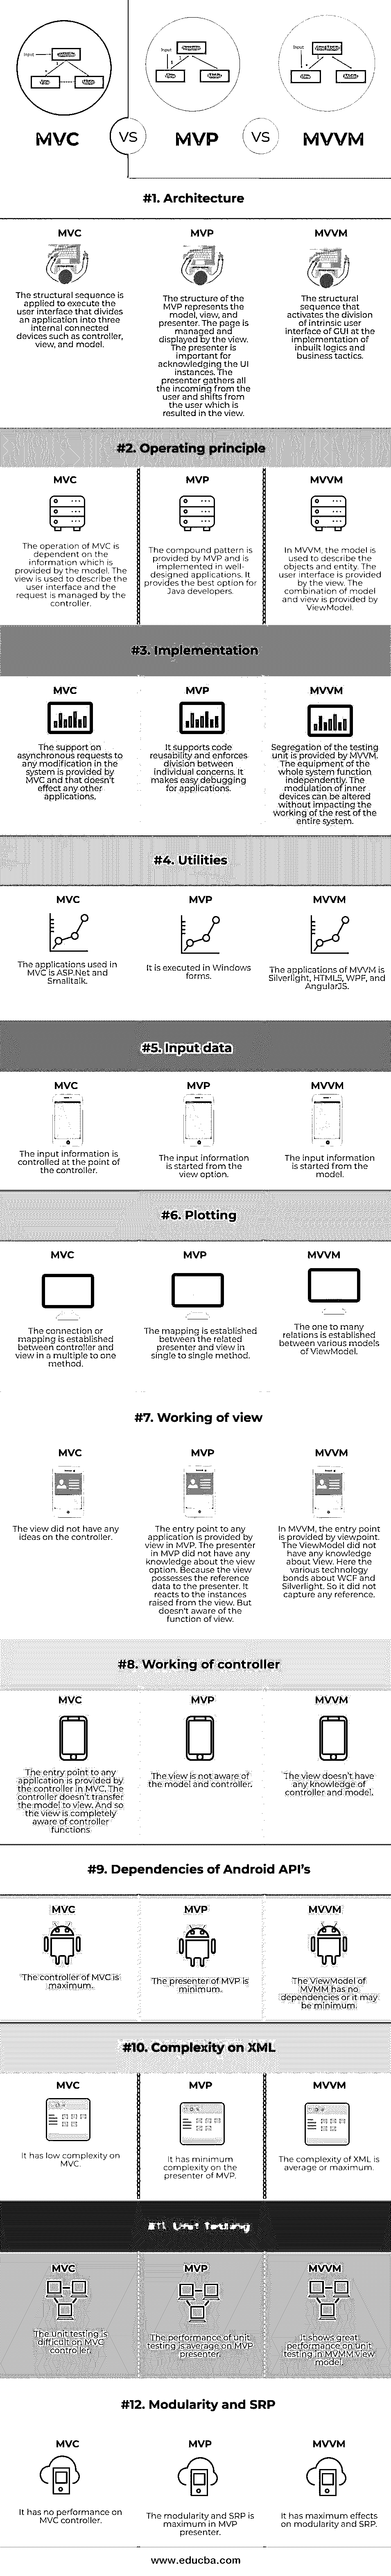 Input
Input
Input
MVC
VS
MVP
VS
MVVM
#1. Architecture
MVC
The structural sequence is
applied to execute the
user interface that divides
an application into three
internal connected
devices such as controller,
view, and model.
MVP
The structure of the
MVP represents the
model, view, and
presenter. The page is
managed and
displayed by the view.
The presenter is
important for
acknowledging the UI
instances. The
presenter gathers all
the incoming from the
user and shifts from
the user which is
resulted in the view.
MVVM
The structural
sequence that
activates the division
of intrinsic user
interface of GUI at the
implementation of
inbuilt logics and
business tactics.
#2. Operating principle
MVC
The operation of MVC is
dependent on the
information which is
provided by the model. The
view is used to describe the
user interface and the
request is managed by the
controller.
MVP
The compound pattern is
provided by MVP and is
implemented in well-
designed applications. It
provides the best option for
Java developers.
MVVM
In MVVM, the model is
used to describe the
objects and entity. The
user interface is provided
by the view. The
combination of model
and view is provided by
ViewModel.
#3. Implementation
MVC
The support on
asynchronous requests to
any modification in the
system is provided by
MVC and that doesn't
effect any other
applications.
MVP
It supports code
reusability and enforces
division between
individual concerns. It
makes easy debugging
for applications.
MVVM
Segregation of the testing
unit is provided by MVVM.
The equipment of the
whole system function
independently. The
modulation of inner
devices can be altered
without impacting the
working of the rest of the
entire system.
#4. Utilities
MVC
The applications used in
MVC is ASP.Net and
Smalltalk.
MVP
It is executed in Windows
forms.
MVVM
The applications of MVVM is
Silverlight, HTML5, WPF, and
AngularJS.
#5. Input data
MVC
The input information is
controlled at the point of
the controller.
MVP
The input information
is started from the
view option.
MVVM
The input information
is started from the
model.
#6. Plotting
MVC
The connection or
mapping is established
between controller and
view in a multiple to one
method.
MVP
The mapping is established
between the related
presenter and view in
single to single method.
MVVM
The one to many
relations is established
between various models
of ViewModel.
#7. Working of view
MVC
The view did not have any
ideas on the controller.
MVP
The entry point to any
application is provided by
view in MVP. The presenter
in MVP did not have any
knowledge about the view
option. Because the view
possesses the reference
data to the presenter. It
reacts to the instances
raised from the view. But
doesn't aware of the
function of view.
MVVM
In MVVM, the entry point
is provided by viewpoint.
The ViewModel did not
have any knowledge
about View. Here the
various technology
bonds about WCF and
Silverlight. So it did not
capture any reference.
#8. Working of controller
MVC
The entry point to any
application is provided by
the controller in MVC. The
controller doesn't transfer
the model to view. And so
the view is completely
aware of controller
functions
MVP
The view is not aware of
the model and controller.
MVVM
The view doesn't have
any knowledge of
controller and model.
#9. Dependencies of Android API's
MVC
The controller of MVC is
maximum.
MVP
The presenter of MVP is
minimum.
MVVM
The ViewModel of
MVMM has no
dependencies or it may
be minimum.
#10. Complexity on XML
MVC
It has low complexity on
MVC.
MVP
It has minimum
complexity on the
presenter of MVP.
MVVM
The complexity of XML is
average or maximum.
#11. Unit Testing
MVC
The unit testing is
difficult on MVC
controller.
MVP
The performance of unit
testing is average on MVP
presenter.
MVVM
It shows great
performance on unit
testing in MVMM View
model.
#12. Modularity and SRP
MVC
It has no performance on
MVC controller.
MVP
The modularity and SRP is
maximum in MVP
presenter.
MVVM
It has maximum effects
on modularity and SRP.
www.educba.com